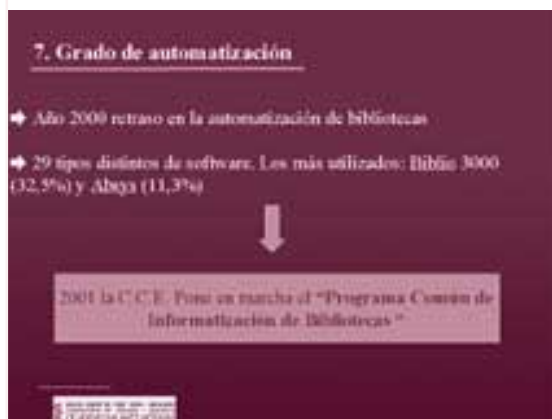 7. Grado de automatización
Año 2000 retraso en la automatización de bibliotecas
29 tipos distintos de software. Los más utilizados: Biblio 3000
(32,5%) y Absys (11,3%)
2001 la C.C.E. Pone en marcha el “Programa Común de
Informatización de Bibliotecas “